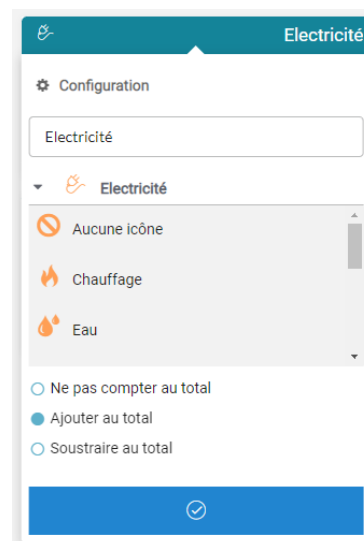 Electricité
Configuration
Electricité
Electricité
Aucune icône
Chauffage
Eau
Ne pas compter au total
Ajouter au total
Soustraire au total